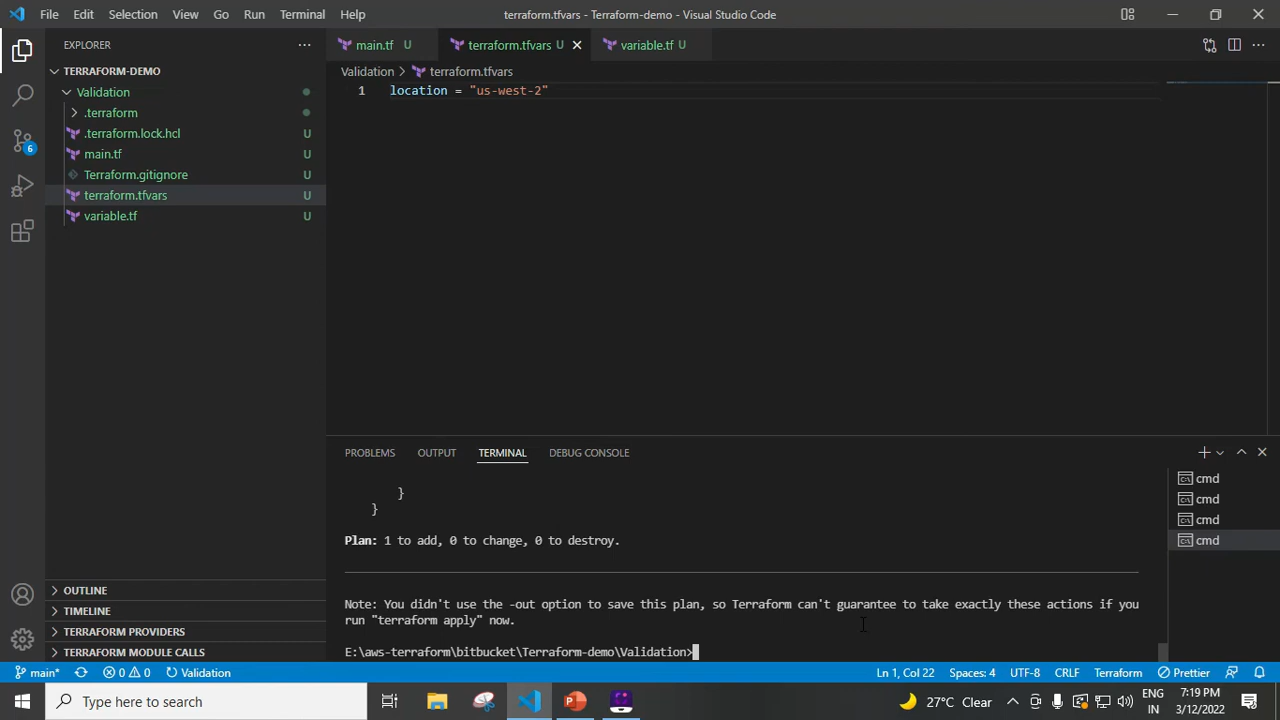 File Edit Selection View Go Run Terminal Help
terraform.tfvars - Terraform-demo - Visual Studio Code
EXPLORER
TERRAFORM-DEMO
Validation
.terraform
.terraform.lock.hcl U
main.tf U
Terraform.gitignore U
terraform.tfvars U
variable.tf U
OUTLINE
TIMELINE
TERRAFORM PROVIDERS
TERRAFORM MODULE CALLS
6
main.tf U
terraform.tfvars U
variable.tf U
Validation > terraform.tfvars
1 location = "us-west-2"
PROBLEMS OUTPUT TERMINAL DEBUG CONSOLE
}
}
Plan: 1 to add, 0 to change, 0 to destroy.
Note: You didn't use the -out option to save this plan, so Terraform can't guarantee to take exactly these actions if you
run "terraform apply" now.
E:\aws-terraform\bitbucket\Terraform-demo\Validation>
cmd
cmd
cmd
cmd
main* 0 0 Validation
Ln 1, Col 22 Spaces: 4 UTF-8 CRLF Terraform Prettier
Type here to search
27°C Clear
ENG
IN
7:19 PM
3/12/2022